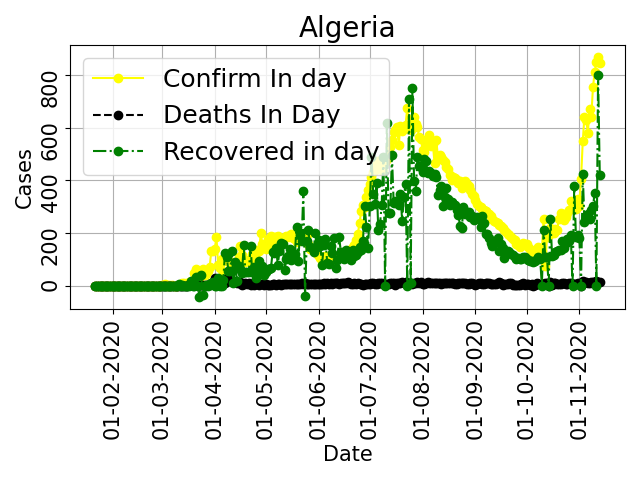 Algeria
Confirm In day
Deaths In Day
Recovered in day
Cases
800
600
400
200
0
01-02-2020
01-03-2020
01-04-2020
01-05-2020
01-06-2020
01-07-2020
01-08-2020
01-09-2020
01-10-2020
01-11-2020
Date